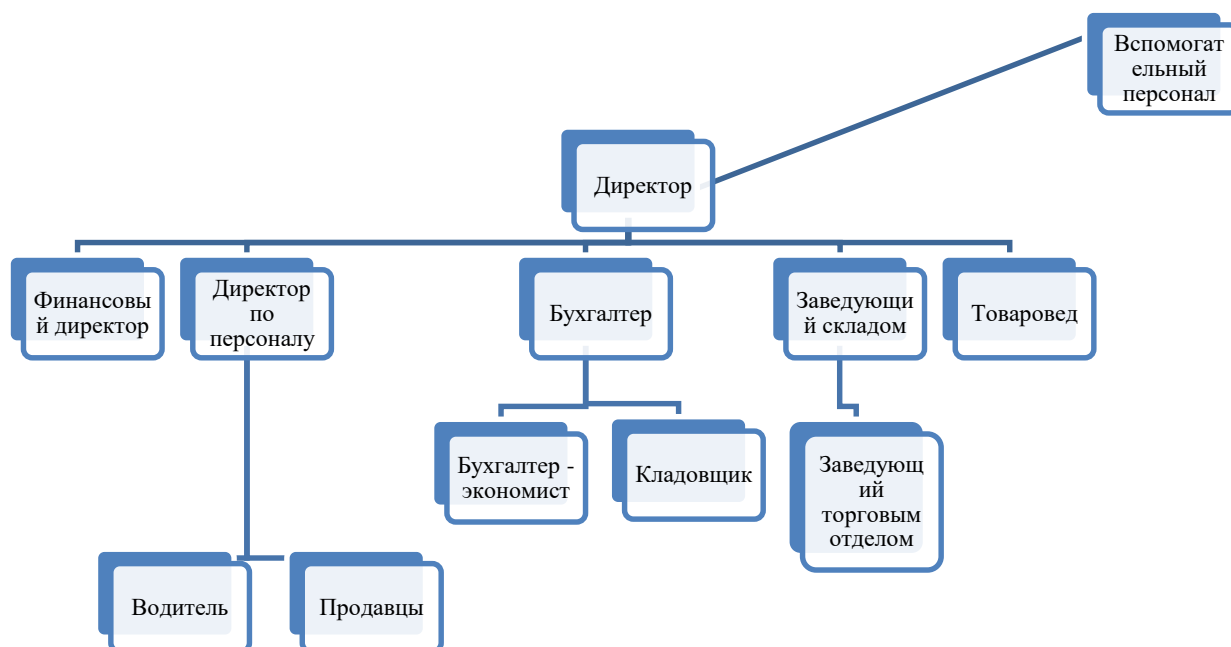 Вспомогат
ельный
персонал
Директор
Финансовы
й директор
Директор
по
персоналу
Бухгалтер
Заведующи
й складом
Товаровед
Бухгалтер -
экономист
Кладовщик
Заведующ
ий
торговым
отделом
Водитель
Продавцы